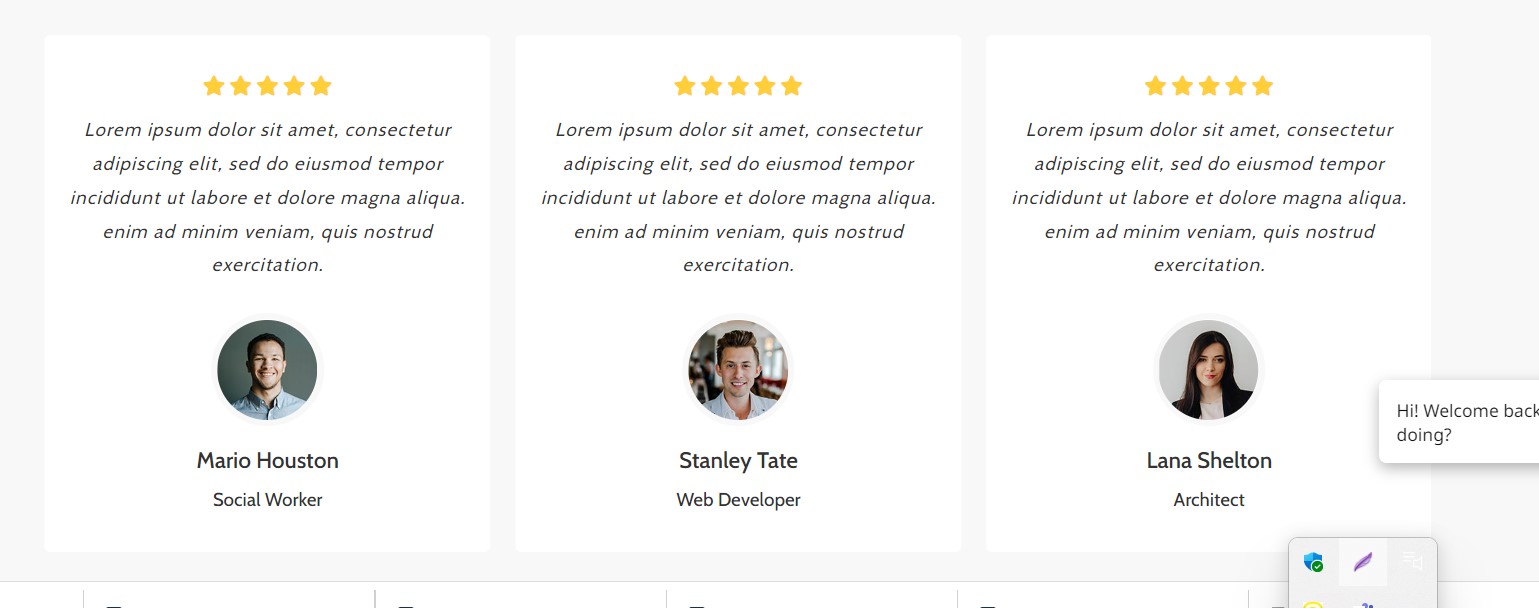 Lorem ipsum dolor sit amet, consectetur
adipiscing elit, sed do eiusmod tempor
incididunt ut labore et dolore magna aliqua.
enim ad minim veniam, quis nostrud
exercitation.
Mario Houston
Social Worker
Lorem ipsum dolor sit amet, consectetur
adipiscing elit, sed do eiusmod tempor
incididunt ut labore et dolore magna aliqua.
enim ad minim veniam, quis nostrud
exercitation.
Stanley Tate
Web Developer
Lorem ipsum dolor sit amet, consectetur
adipiscing elit, sed do eiusmod tempor
incididunt ut labore et dolore magna aliqua.
enim ad minim veniam, quis nostrud
exercitation.
Lana Shelton
Architect
Hi! Welcome back
doing?